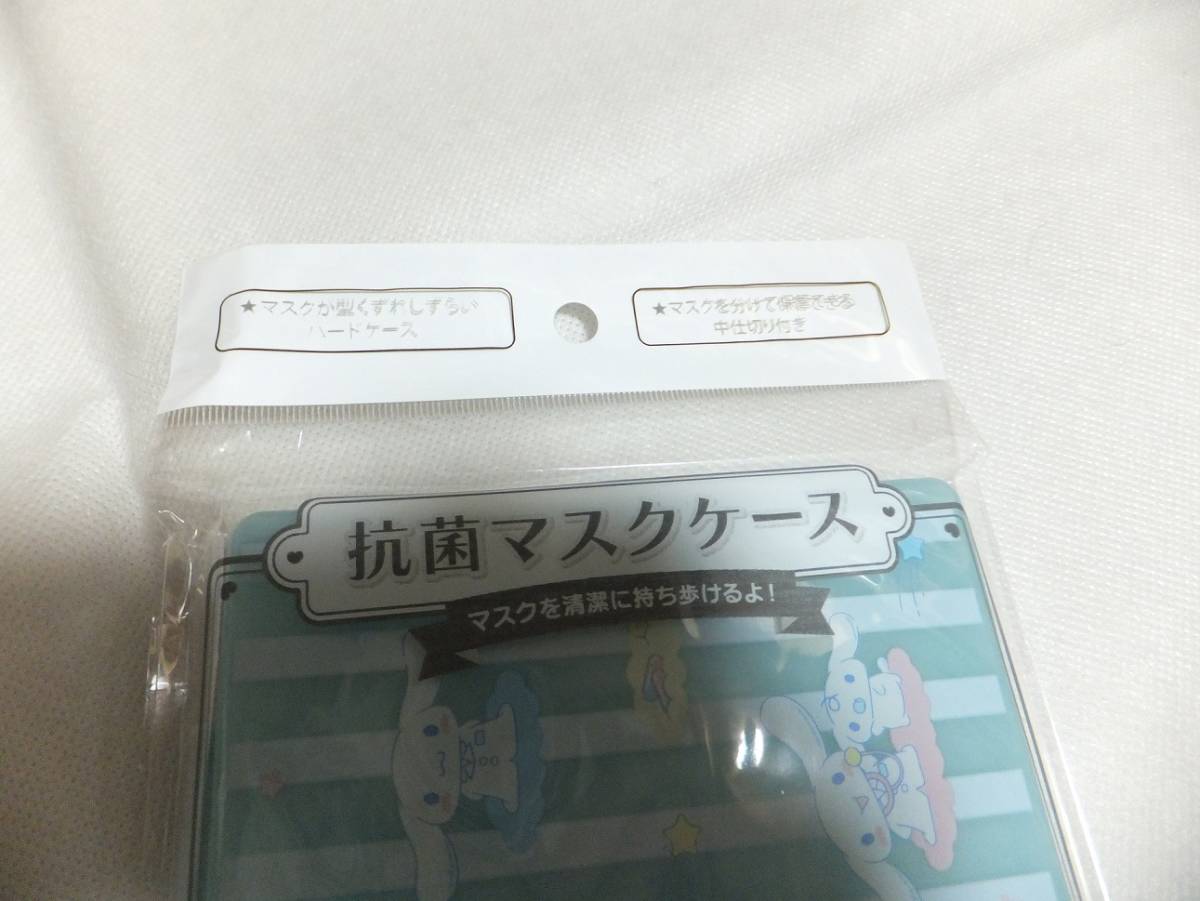 ★マスクが型くずれしずらい
ハードケース
★マスクを分けて保管できる
中仕切り付き
抗菌マスクケース
マスクを清潔に持ち歩けるよ!